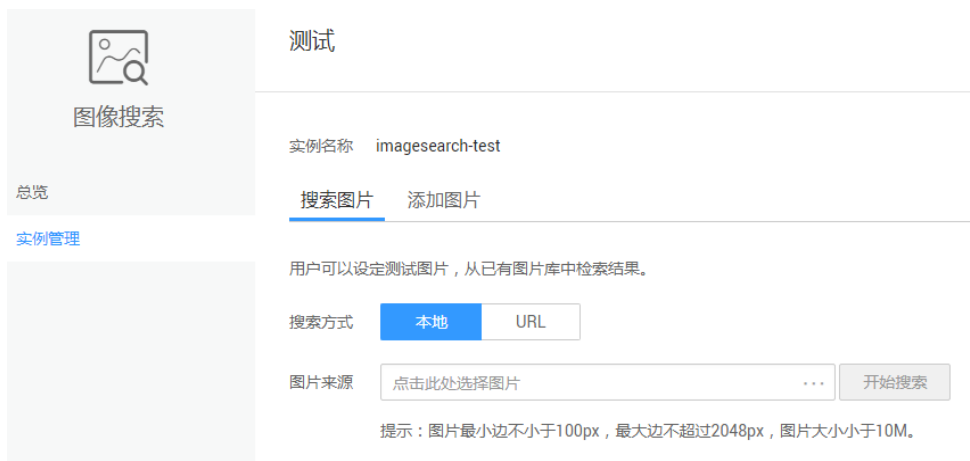 图像搜索
总览
实例管理
测试
实例名称 imagesearch-test
搜索图片 添加图片
用户可以设定测试图片，从已有图片库中检索结果。
搜索方式 本地 URL
图片来源 点击此处选择图片 ... 开始搜索
提示：图片最小边不小于100px，最大边不超过2048px，图片大小小于10M。